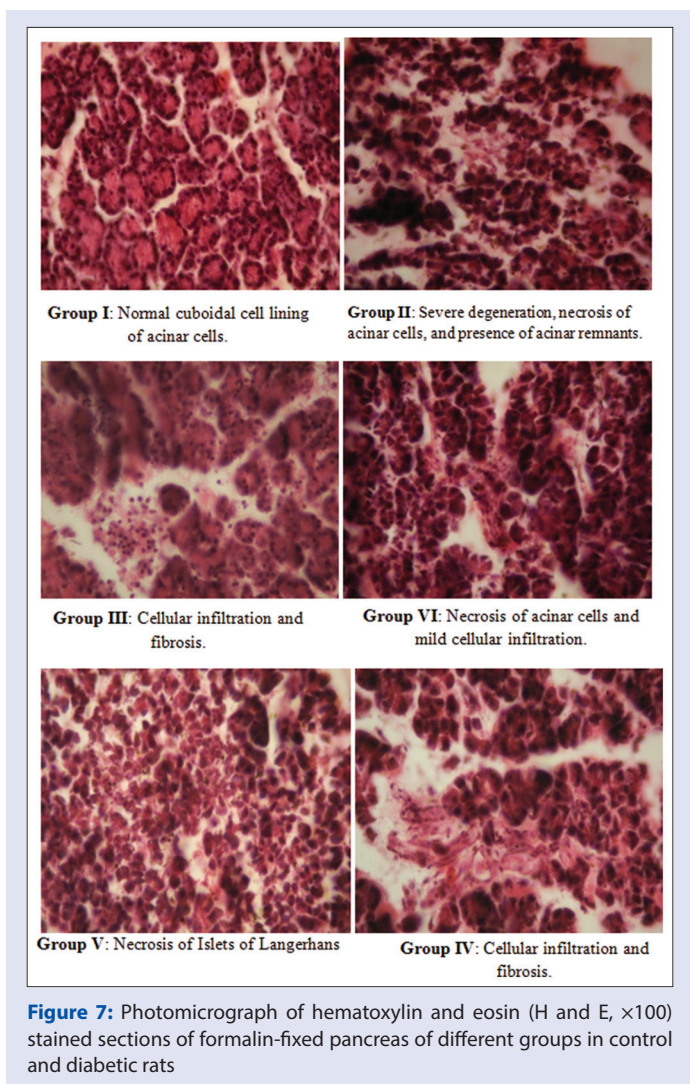 Group I: Normal cuboidal cell lining
of acinar cells.
Group II: Severe degeneration, necrosis of
acinar cells, and presence of acinar remnants.
Group III: Cellular infiltration and
fibrosis.
Group VI: Necrosis of acinar cells and
mild cellular infiltration.
Group V: Necrosis of Islets of Langerhans
Group IV: Cellular infiltration and
fibrosis.
Figure 7: Photomicrograph of hematoxylin and eosin (H and E, ×100)
stained sections of formalin-fixed pancreas of different groups in control
and diabetic rats